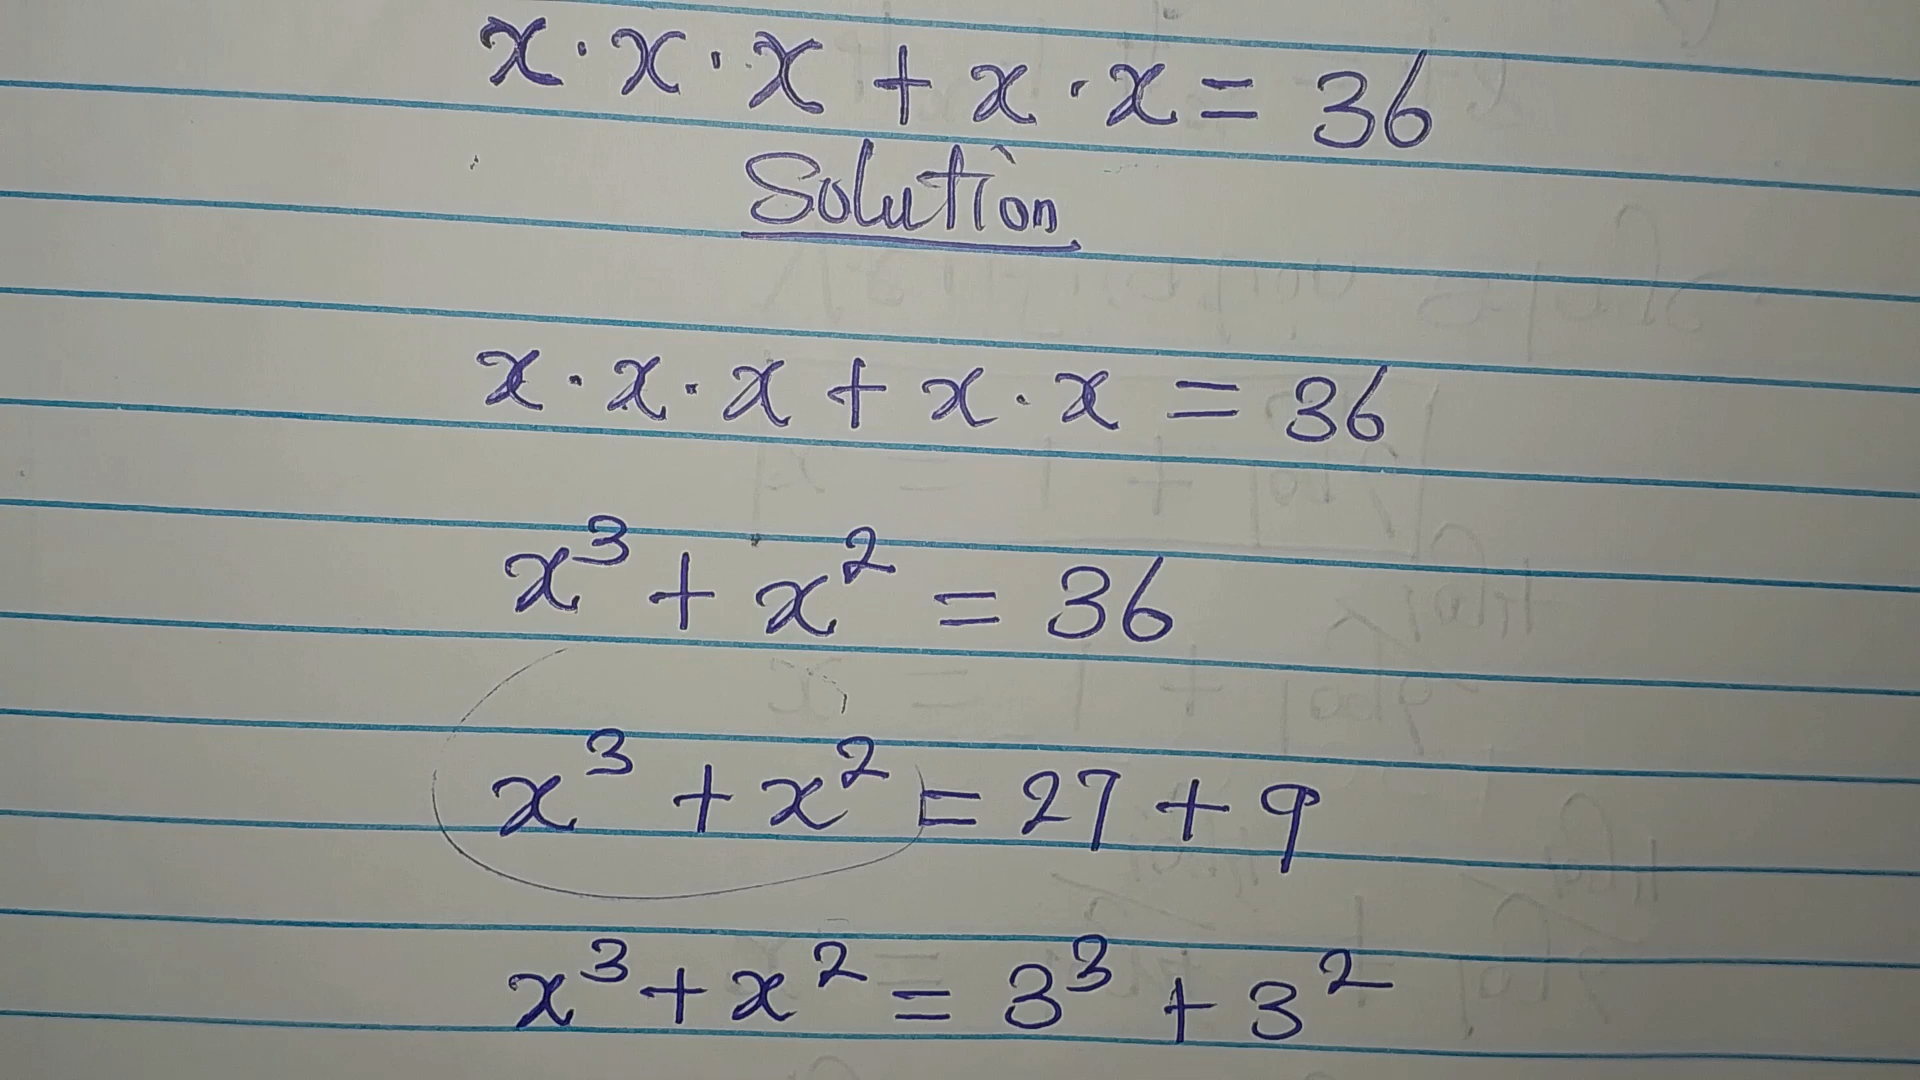 x · x · x + x · x = 36
Solution
x · x · x + x · x = 36
x³ + x² = 36
x³ + x² = 27 + 9
x³ + x² = 3³ + 3²